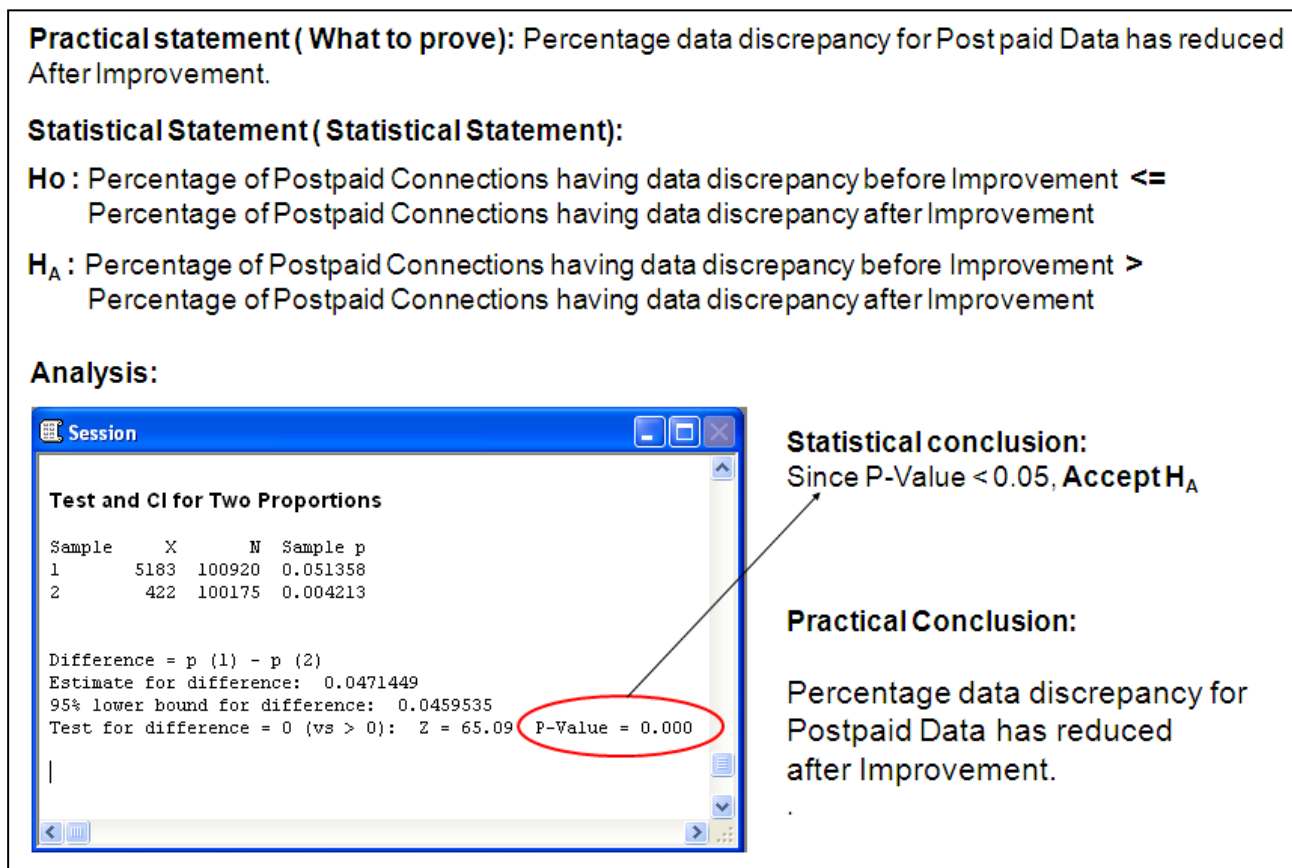 Practical statement ( What to prove): Percentage data discrepancy for Post paid Data has reduced
After Improvement.
Statistical Statement ( Statistical Statement):
Ho : Percentage of Postpaid Connections having data discrepancy before Improvement <=
Percentage of Postpaid Connections having data discrepancy after Improvement
HA : Percentage of Postpaid Connections having data discrepancy before Improvement >
Percentage of Postpaid Connections having data discrepancy after Improvement
Analysis:
Session
Test and CI for Two Proportions
Sample X N Sample p
1 5183 100920 0.051358
2 422 100175 0.004213
Difference = p (1) - p (2)
Estimate for difference: 0.0471449
95% lower bound for difference: 0.0459535
Test for difference = 0 (vs > 0): Z = 65.09 P-Value = 0.000
Statistical conclusion:
Since P-Value < 0.05, Accept HA
Practical Conclusion:
Percentage data discrepancy for
Postpaid Data has reduced
after Improvement.
.